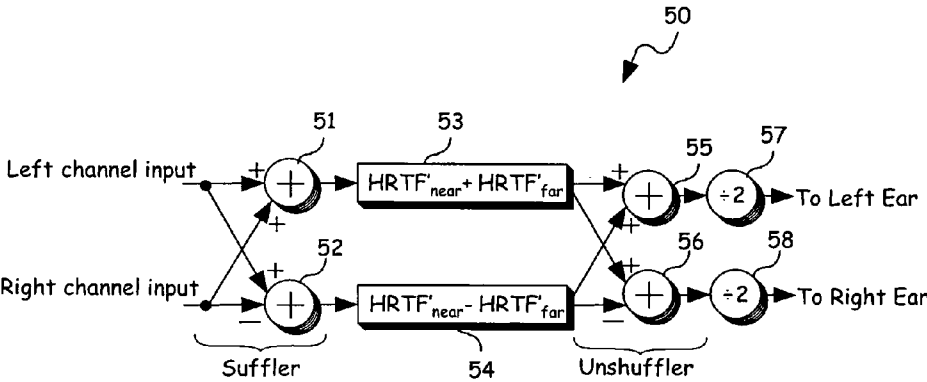 50
51
53
55
57
Left channel input
+
+
+
HRTF'near + HRTF'far
+
+
+
÷2
To Left Ear
52
56
58
Right channel input
+
−
+
HRTF'near - HRTF'far
+
−
+
÷2
To Right Ear
54
Suffler
Unshuffler